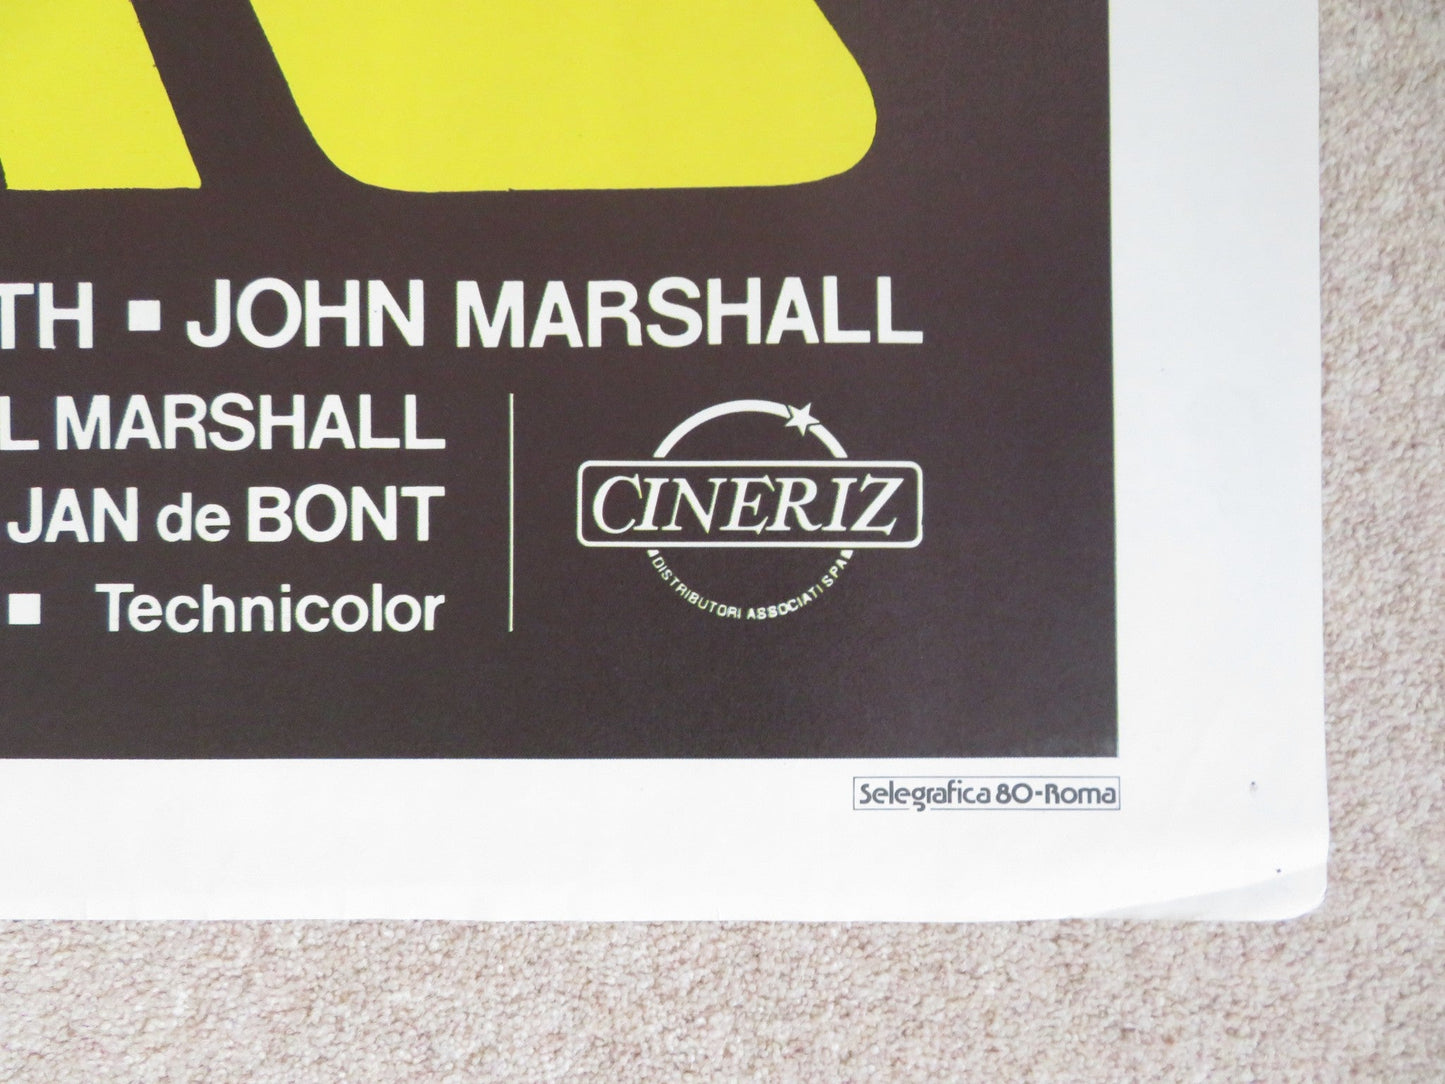 TH ▪ JOHN MARSHALL
L MARSHALL
JAN de BONT
▪ Technicolor
CINERIZ
DISTRIBUTORI ASSOCIATI SPA
Selegrafica 80-Roma